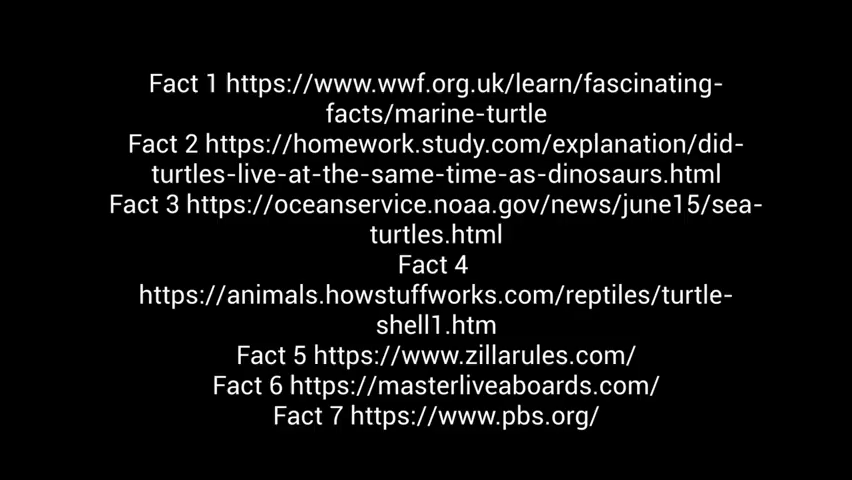 Fact 1 https://www.wwf.org.uk/learn/fascinating-
facts/marine-turtle
Fact 2 https://homework.study.com/explanation/did-
turtles-live-at-the-same-time-as-dinosaurs.html
Fact 3 https://oceanservice.noaa.gov/news/june15/sea-
turtles.html
Fact 4
https://animals.howstuffworks.com/reptiles/turtle-
shell1.htm
Fact 5 https://www.zillarules.com/
Fact 6 https://masterliveaboards.com/
Fact 7 https://www.pbs.org/